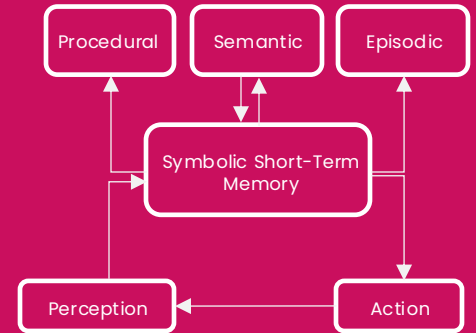 Procedural
Semantic
Episodic
Symbolic Short-Term
Memory
Perception
Action